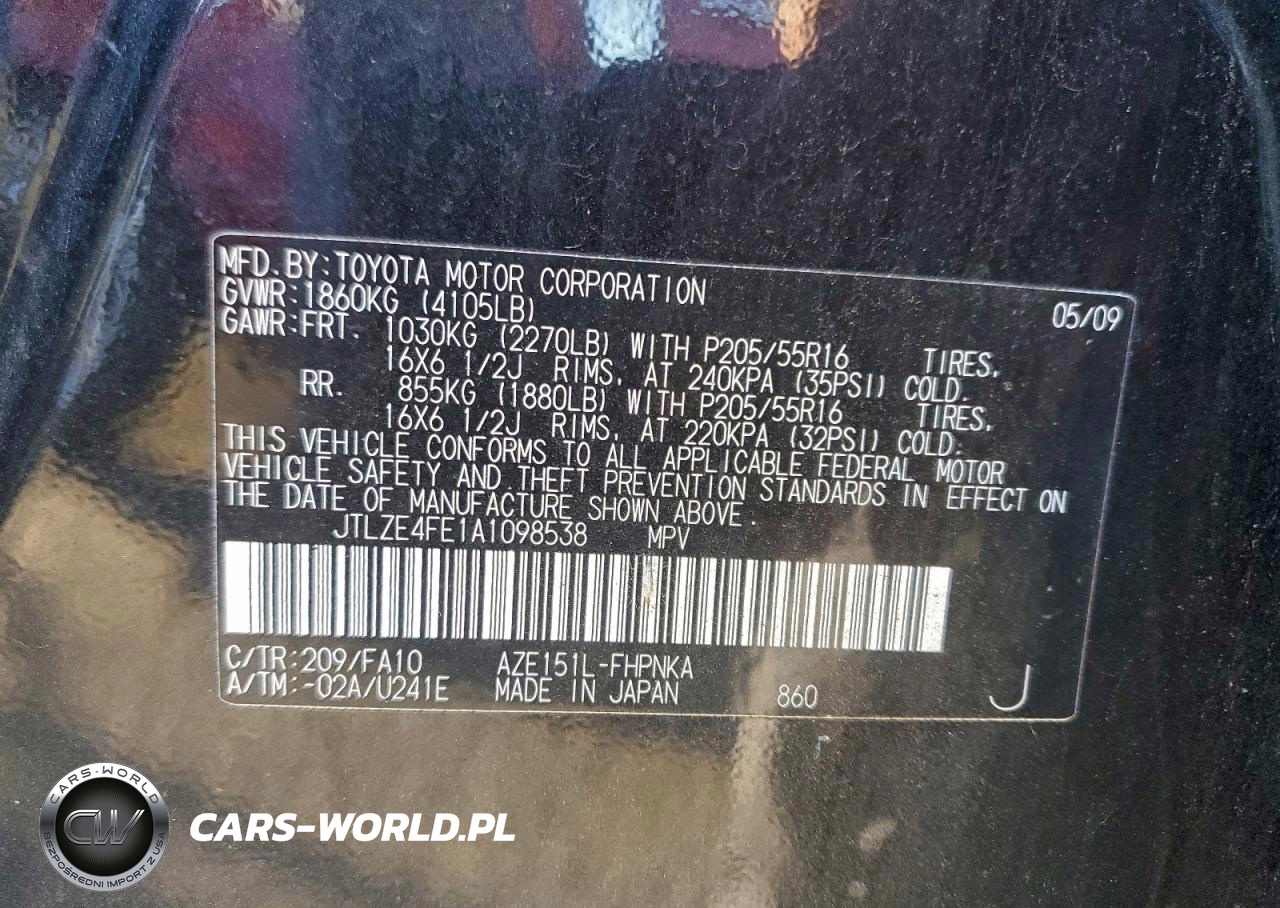 MFD.BY:TOYOTA MOTOR CORPORATION 05/09
GVWR:1860KG (4105LB)
GAWR:FRT. 1030KG (2270LB) WITH P205/55R16 TIRES,
16X6 1/2J RIMS, AT 240KPA (35PSI) COLD.
RR. 855KG (1880LB) WITH P205/55R16 TIRES,
16X6 1/2J RIMS, AT 220KPA (32PSI) COLD.
THIS VEHICLE CONFORMS TO ALL APPLICABLE FEDERAL MOTOR
VEHICLE SAFETY AND THEFT PREVENTION STANDARDS IN EFFECT ON
THE DATE OF MANUFACTURE SHOWN ABOVE.
JTLZE4FE1A1098538 MPV
C/TR:209/FA10 AZE151L-FHPNKA
A/TM:-02A/U241E MADE IN JAPAN 860 J
CARS-WORLD
CW
BEZPOŚREDNI IMPORT Z USA
CARS-WORLD.PL